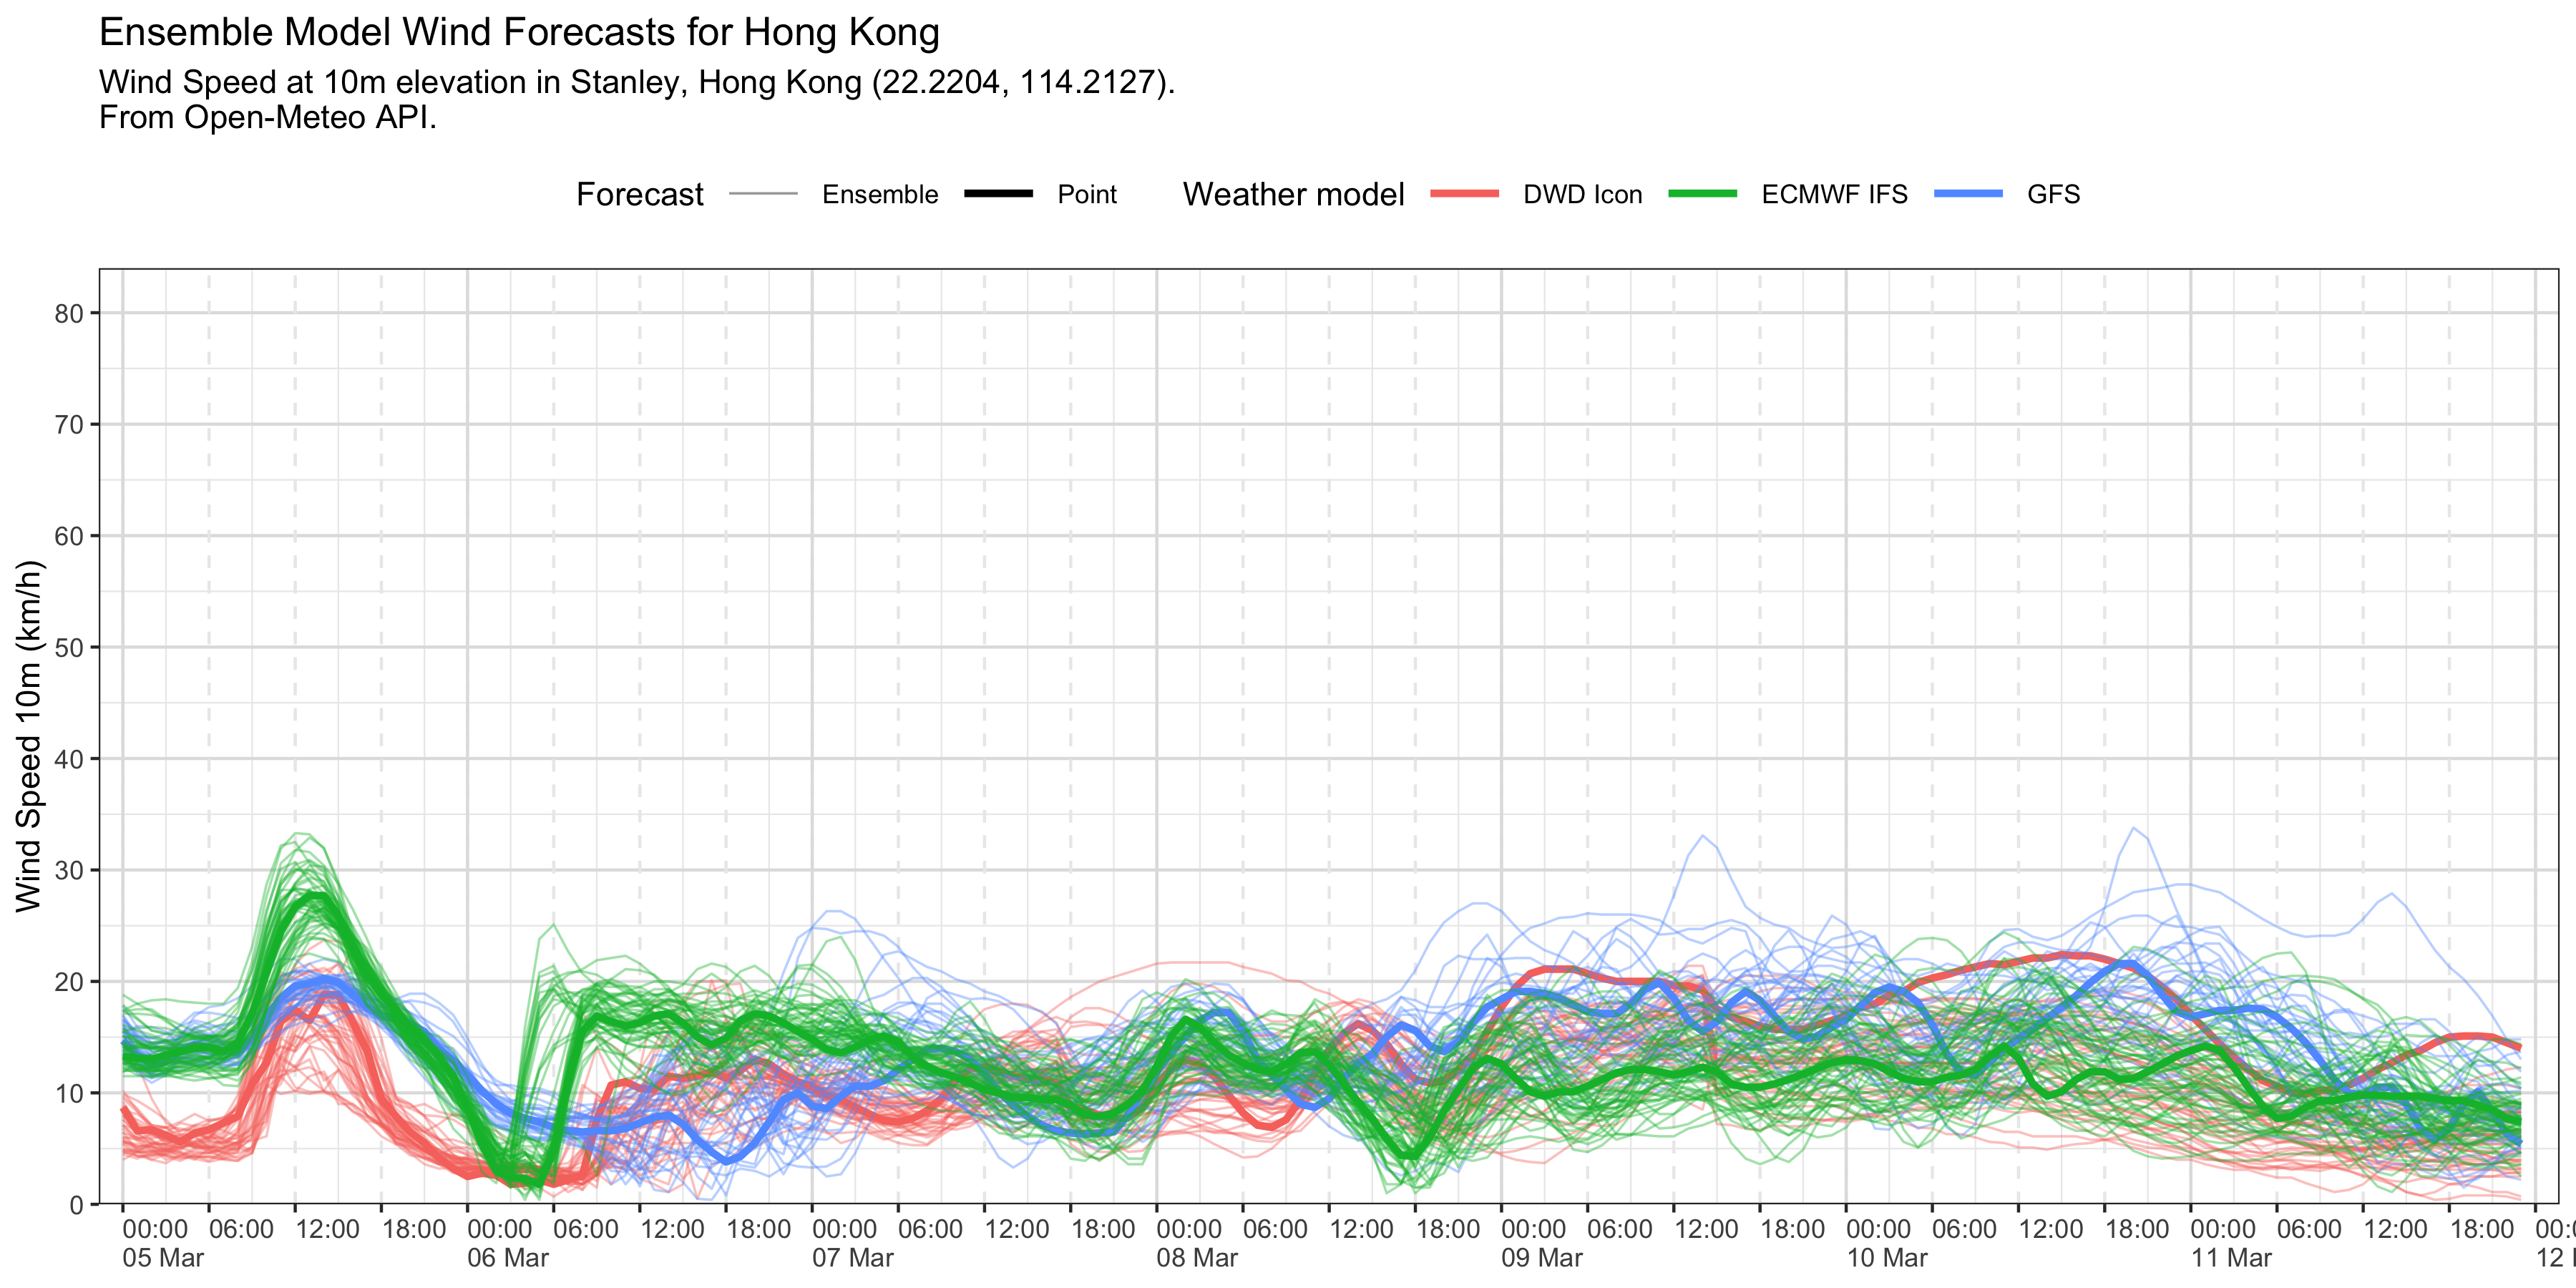 Ensemble Model Wind Forecasts for Hong Kong
Wind Speed at 10m elevation in Stanley, Hong Kong (22.2204, 114.2127).
From Open-Meteo API.
Forecast Ensemble Point Weather model DWD Icon ECMWF IFS GFS
Wind Speed 10m (km/h)
80
70
60
50
40
30
20
10
0
00:00 06:00 12:00 18:00 00:00 06:00 12:00 18:00 00:00 06:00 12:00 18:00 00:00 06:00 12:00 18:00 00:00 06:00 12:00 18:00 00:00 06:00 12:00 18:00 00:00 06:00 12:00 18:00
05 Mar 06 Mar 07 Mar 08 Mar 09 Mar 10 Mar 11 Mar 12